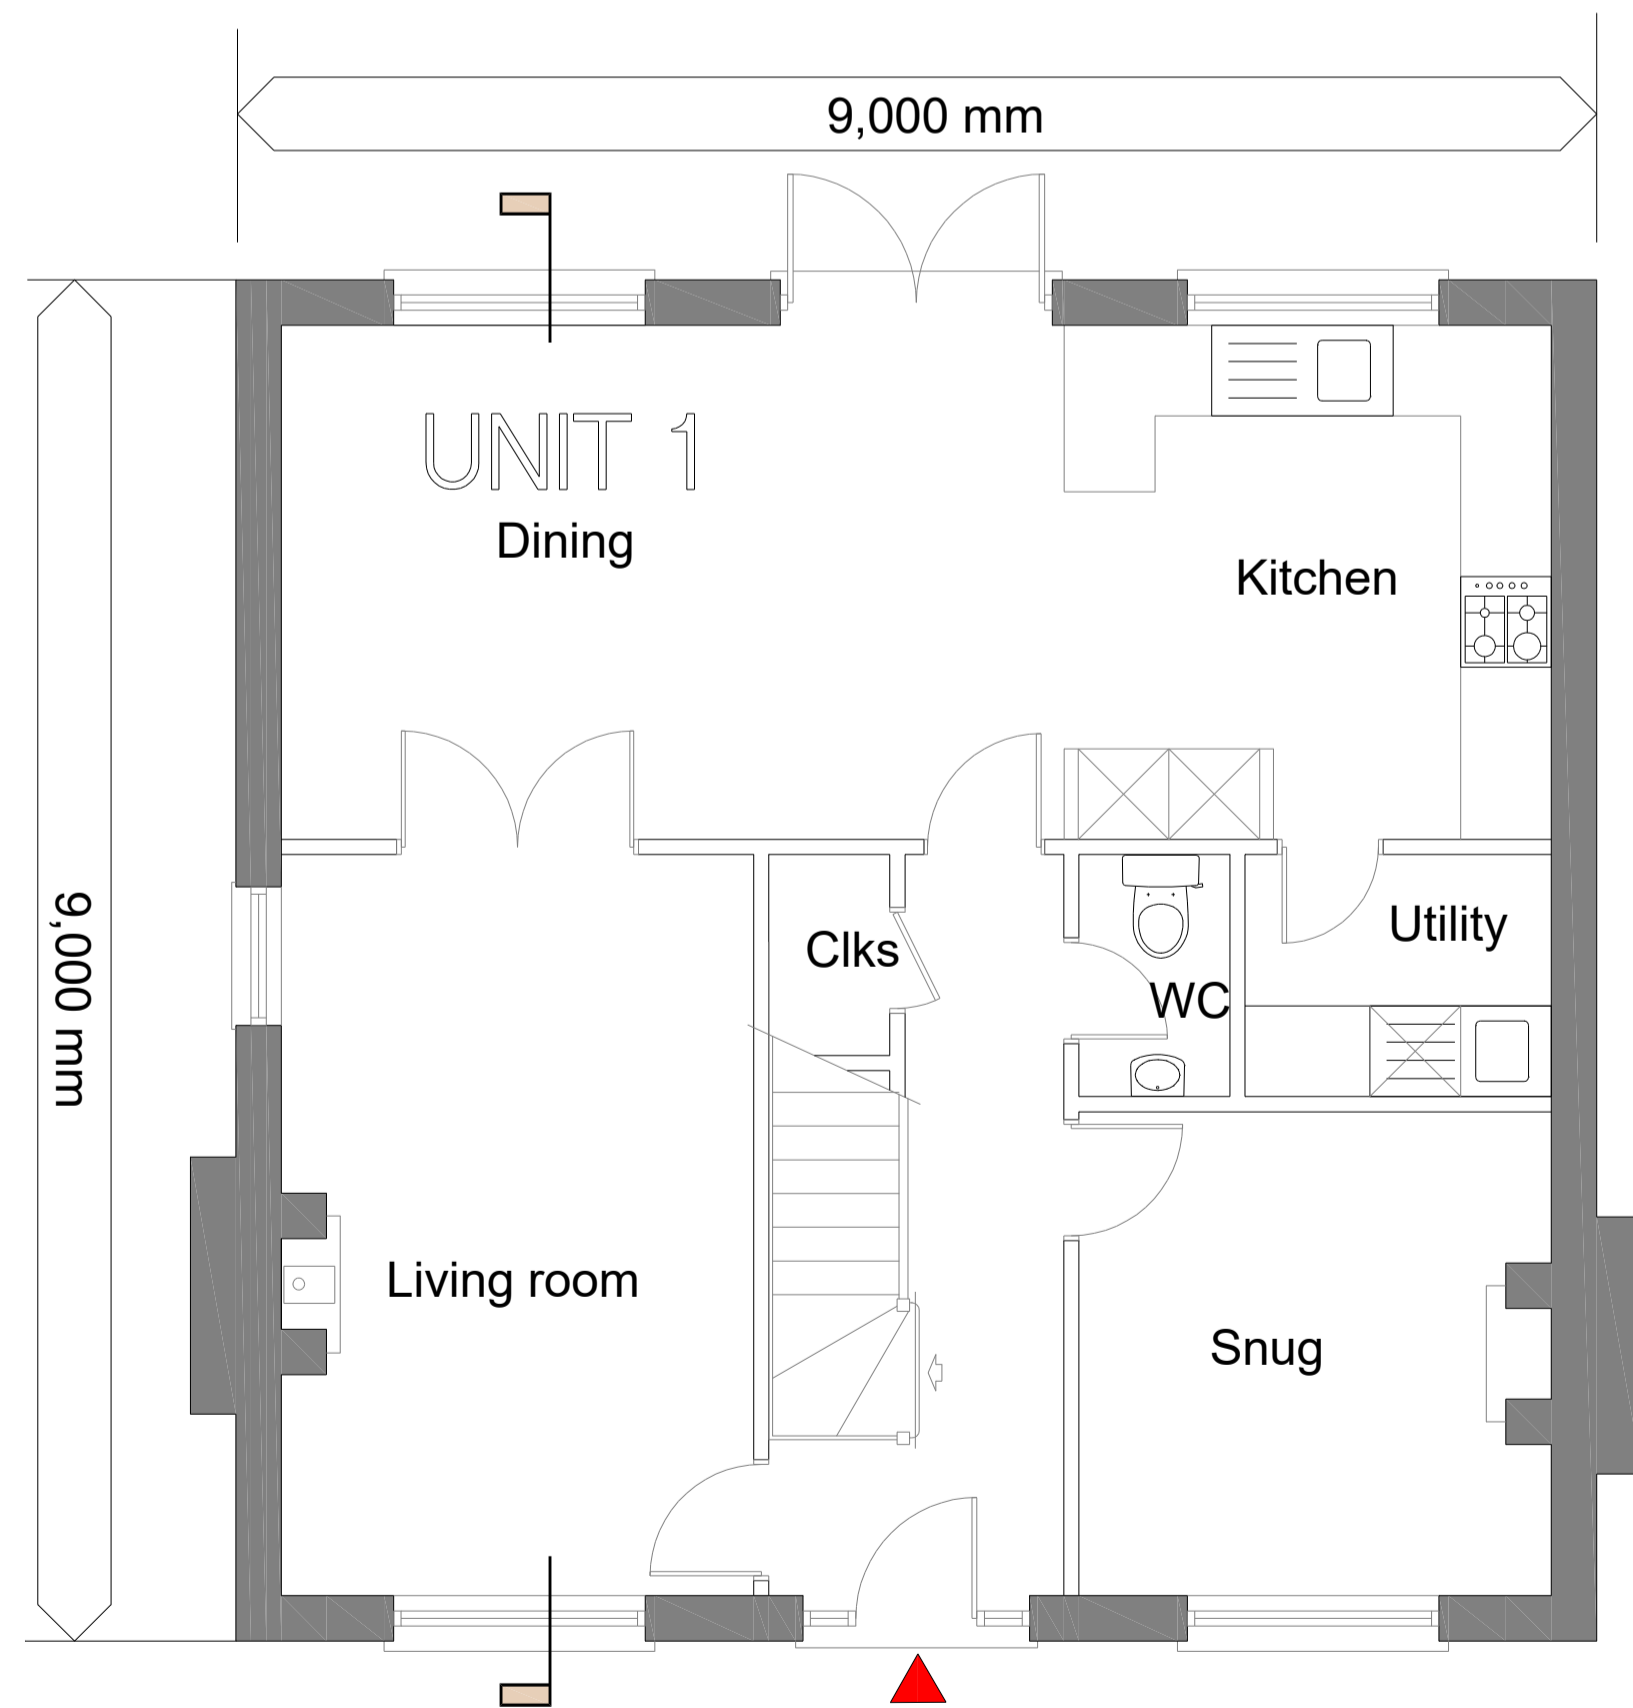 9,000 mm
UNIT 1
Dining
Kitchen
9,000 mm
Clks
WC
Utility
Living room
Snug